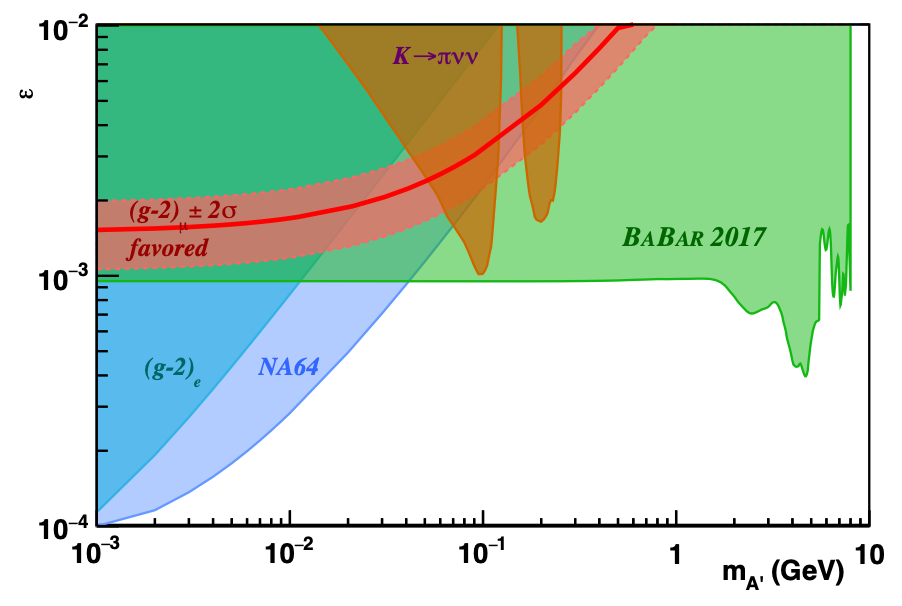 10⁻²
ε
K→πνν
(g-2)μ ± 2σ
favored
BABAR 2017
10⁻³
(g-2)e
NA64
10⁻⁴
10⁻³ 10⁻² 10⁻¹ 1 10
mA' (GeV)